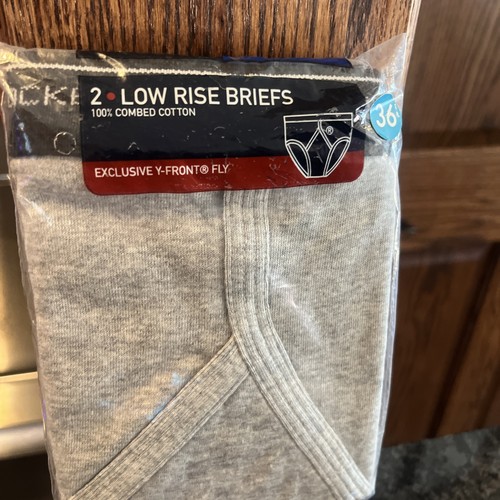 2 • LOW RISE BRIEFS
100% COMBED COTTON
36
EXCLUSIVE Y-FRONT® FLY
®